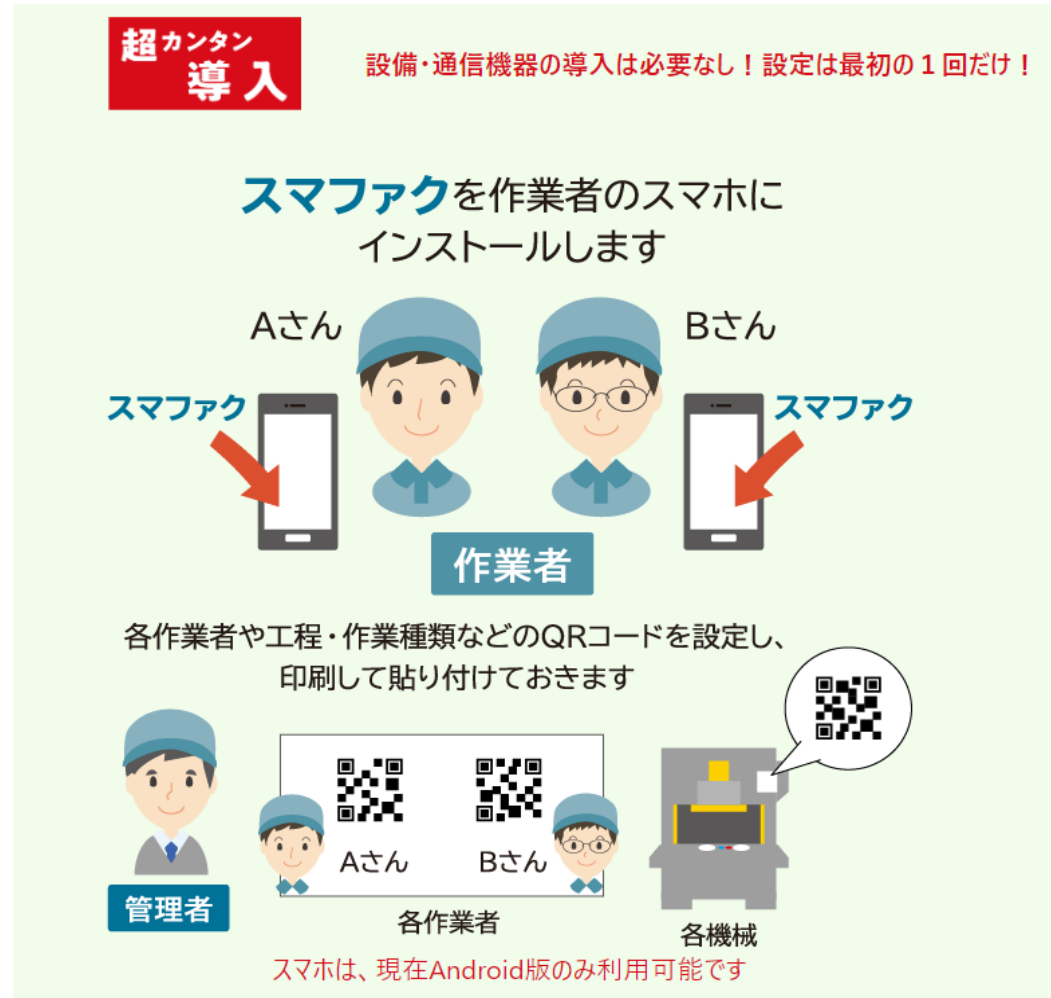 超カンタン
導入
設備・通信機器の導入は必要なし！設定は最初の１回だけ！
スマファクを作業者のスマホに
インストールします
Aさん
Bさん
スマファク
スマファク
作業者
各作業者や工程・作業種類などのQRコードを設定し、
印刷して貼り付けておきます
Aさん
Bさん
管理者
各作業者
各機械
スマホは、現在Android版のみ利用可能です